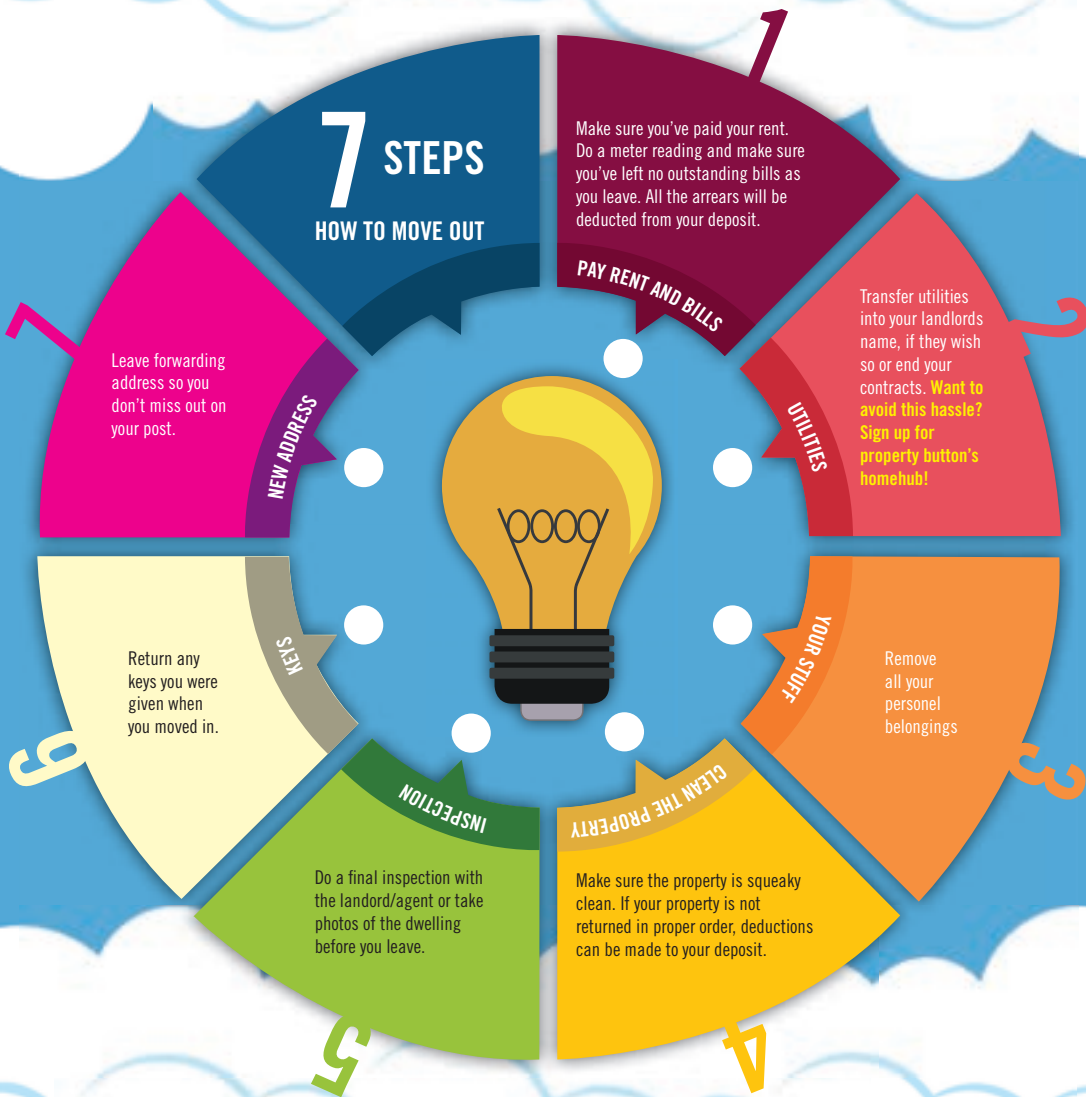 7 STEPS
HOW TO MOVE OUT
1
Make sure you’ve paid your rent.
Do a meter reading and make sure
you’ve left no outstanding bills as
you leave. All the arrears will be
deducted from your deposit.
PAY RENT AND BILLS
2
Transfer utilities
into your landlords
name, if they wish
so or end your
contracts. Want to
avoid this hassle?
Sign up for
property button’s
homehub!
UTILITIES
3
Remove
all your
personel
belongings
YOUR STUFF
4
Make sure the property is squeaky
clean. If your property is not
returned in proper order, deductions
can be made to your deposit.
CLEAN THE PROPERTY
5
Do a final inspection with
the landord/agent or take
photos of the dwelling
before you leave.
INSPECTION
6
Return any
keys you were
given when
you moved in.
KEYS
7
Leave forwarding
address so you
don’t miss out on
your post.
NEW ADDRESS